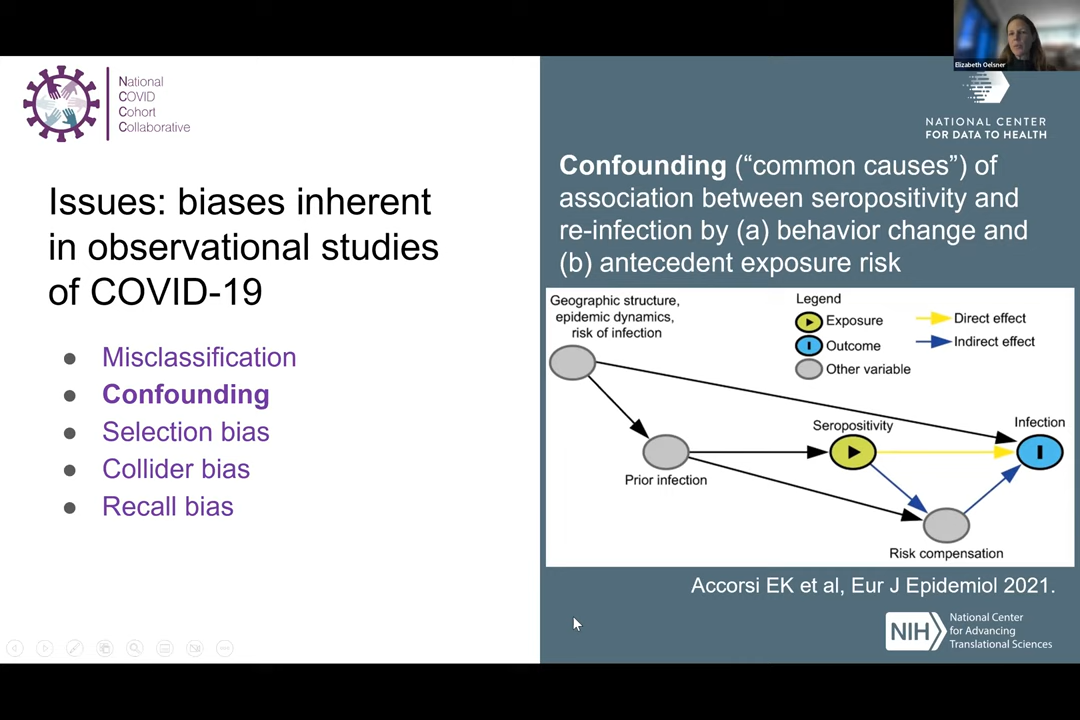 Elizabeth Oelsner
National
COVID
Cohort
Collaborative
NATIONAL CENTER
FOR DATA TO HEALTH
Issues: biases inherent
in observational studies
of COVID-19
● Misclassification
● Confounding
● Selection bias
● Collider bias
● Recall bias
Confounding (“common causes”) of
association between seropositivity and
re-infection by (a) behavior change and
(b) antecedent exposure risk
Geographic structure,
epidemic dynamics,
risk of infection
Legend
Exposure
Outcome
Other variable
Direct effect
Indirect effect
Seropositivity
Infection
Prior infection
Risk compensation
Accorsi EK et al, Eur J Epidemiol 2021.
NIH
National Center
for Advancing
Translational Sciences